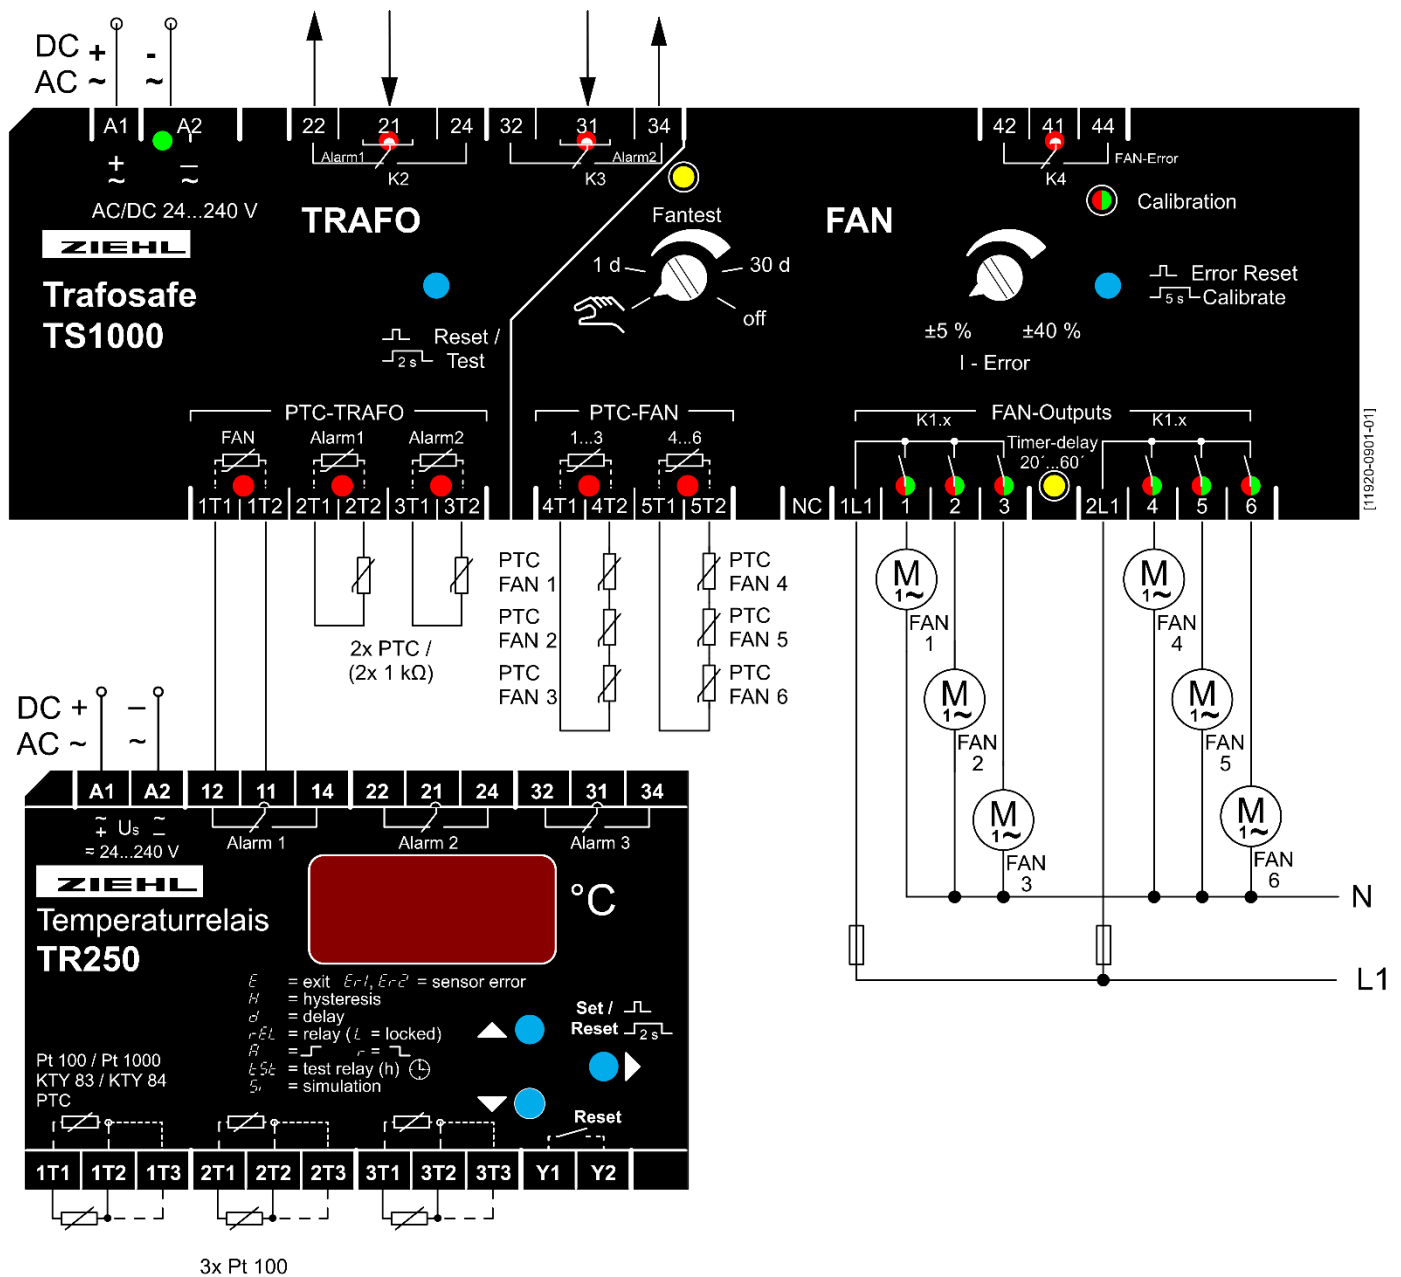 DC + -
AC ~ ~
A1 A2 22 21 24 32 31 34 42 41 44
Alarm1 K2 K3 Alarm2 K4 FAN-Error
+ –
~ ~
AC/DC 24...240 V
TRAFO
Fantest
FAN
Calibration
ZIEHL
Trafosafe
TS1000
1 d
30 d
off
Error Reset
5 s Calibrate
Reset /
2 s Test
±5 % ±40 %
I - Error
PTC-TRAFO
PTC-FAN
FAN-Outputs
K1.x K1.x
FAN Alarm1 Alarm2
1...3 4...6
Timer-delay
20´...60´
1T1 1T2 2T1 2T2 3T1 3T2 4T1 4T2 5T1 5T2 NC 1L1 1 2 3 2L1 4 5 6
[11920-0901-01]
PTC
FAN 1
PTC
FAN 2
PTC
FAN 3
PTC
FAN 4
PTC
FAN 5
PTC
FAN 6
2x PTC /
(2x 1 kΩ)
M
1~
FAN
1
M
1~
FAN
2
M
1~
FAN
3
M
1~
FAN
4
M
1~
FAN
5
M
1~
FAN
6
N
L1
DC + –
AC ~ ~
A1 A2 12 11 14 22 21 24 32 31 34
Alarm 1 Alarm 2 Alarm 3
~ ~
+ Us –
= 24...240 V
ZIEHL
°C
Temperaturrelais
TR250
E = exit Er1, Er2 = sensor error
H = hysteresis
d = delay
rEL = relay (L = locked)
A = r =
tSt = test relay (h)
Si = simulation
Set /
Reset 2 s
Pt 100 / Pt 1000
KTY 83 / KTY 84
PTC
Reset
1T1 1T2 1T3 2T1 2T2 2T3 3T1 3T2 3T3 Y1 Y2
3x Pt 100